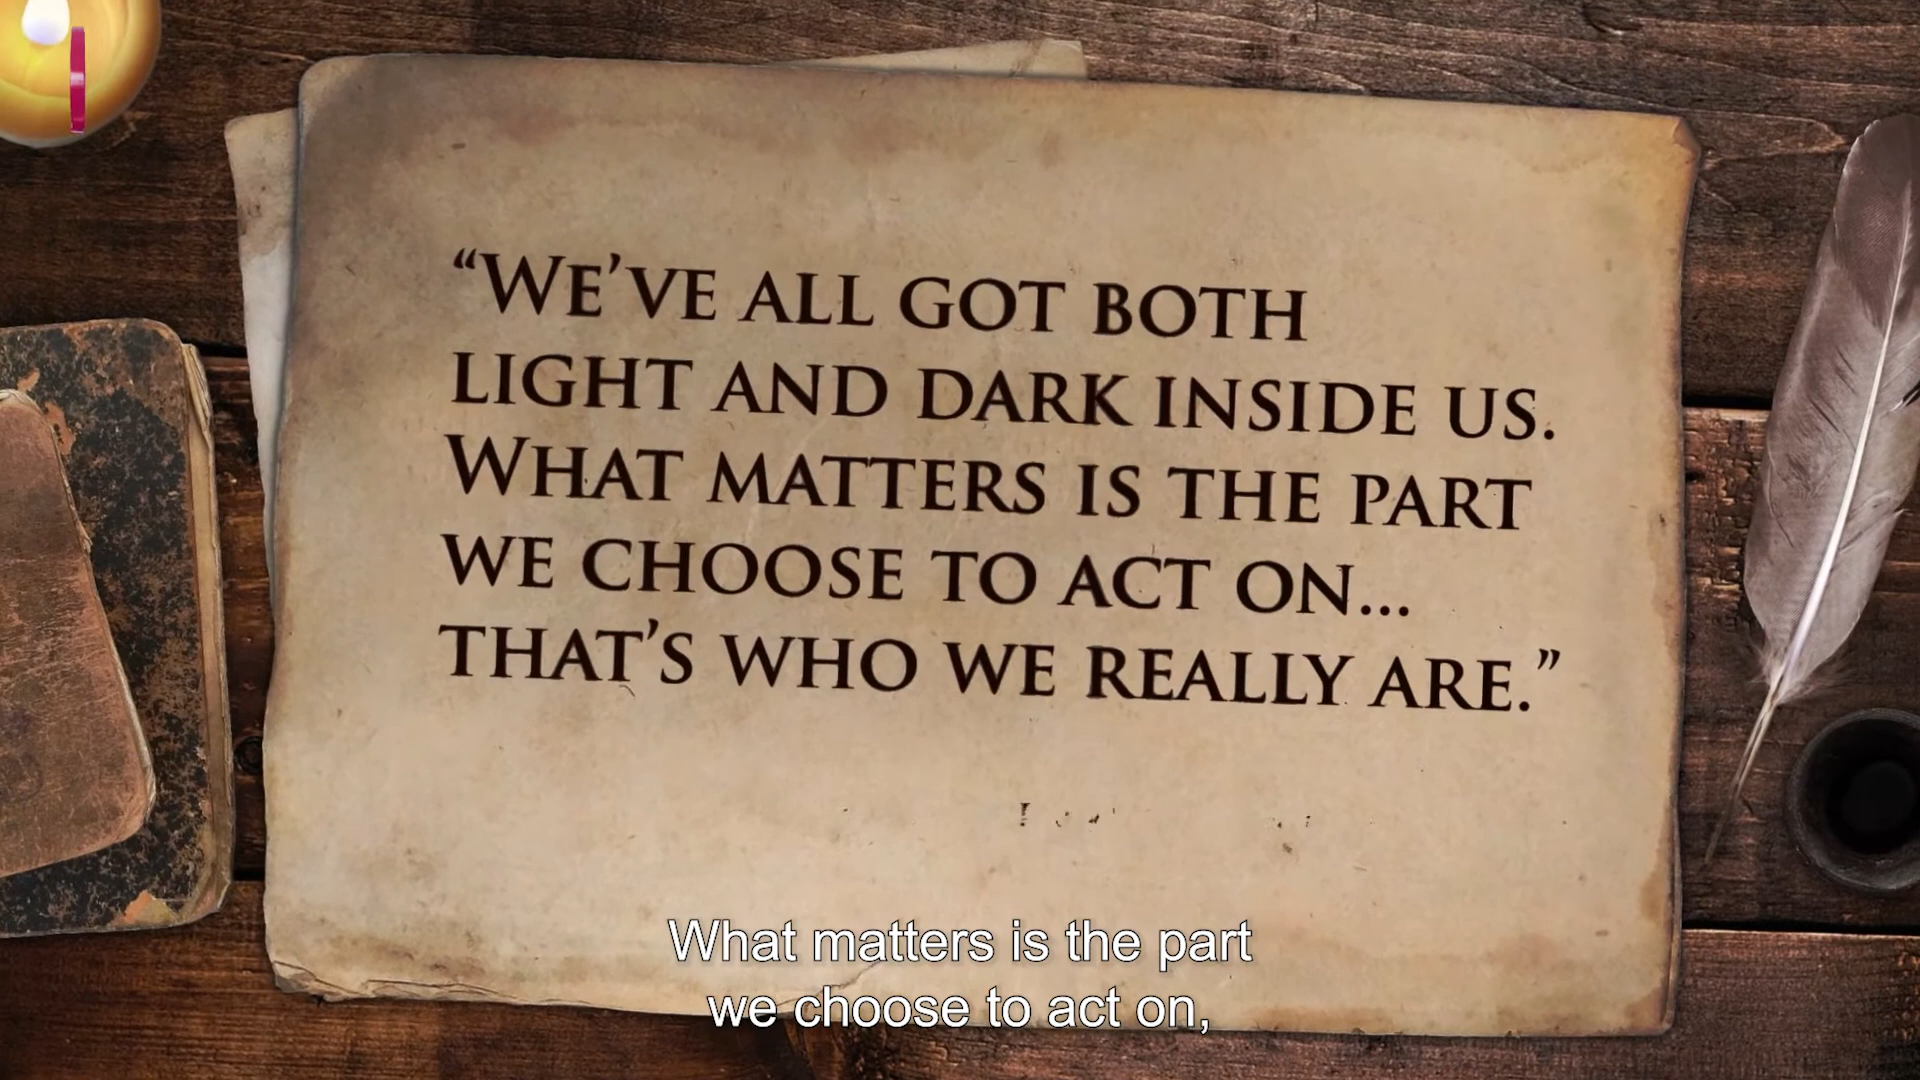 “WE’VE ALL GOT BOTH
LIGHT AND DARK INSIDE US.
WHAT MATTERS IS THE PART
WE CHOOSE TO ACT ON...
THAT’S WHO WE REALLY ARE.”
What matters is the part
we choose to act on,